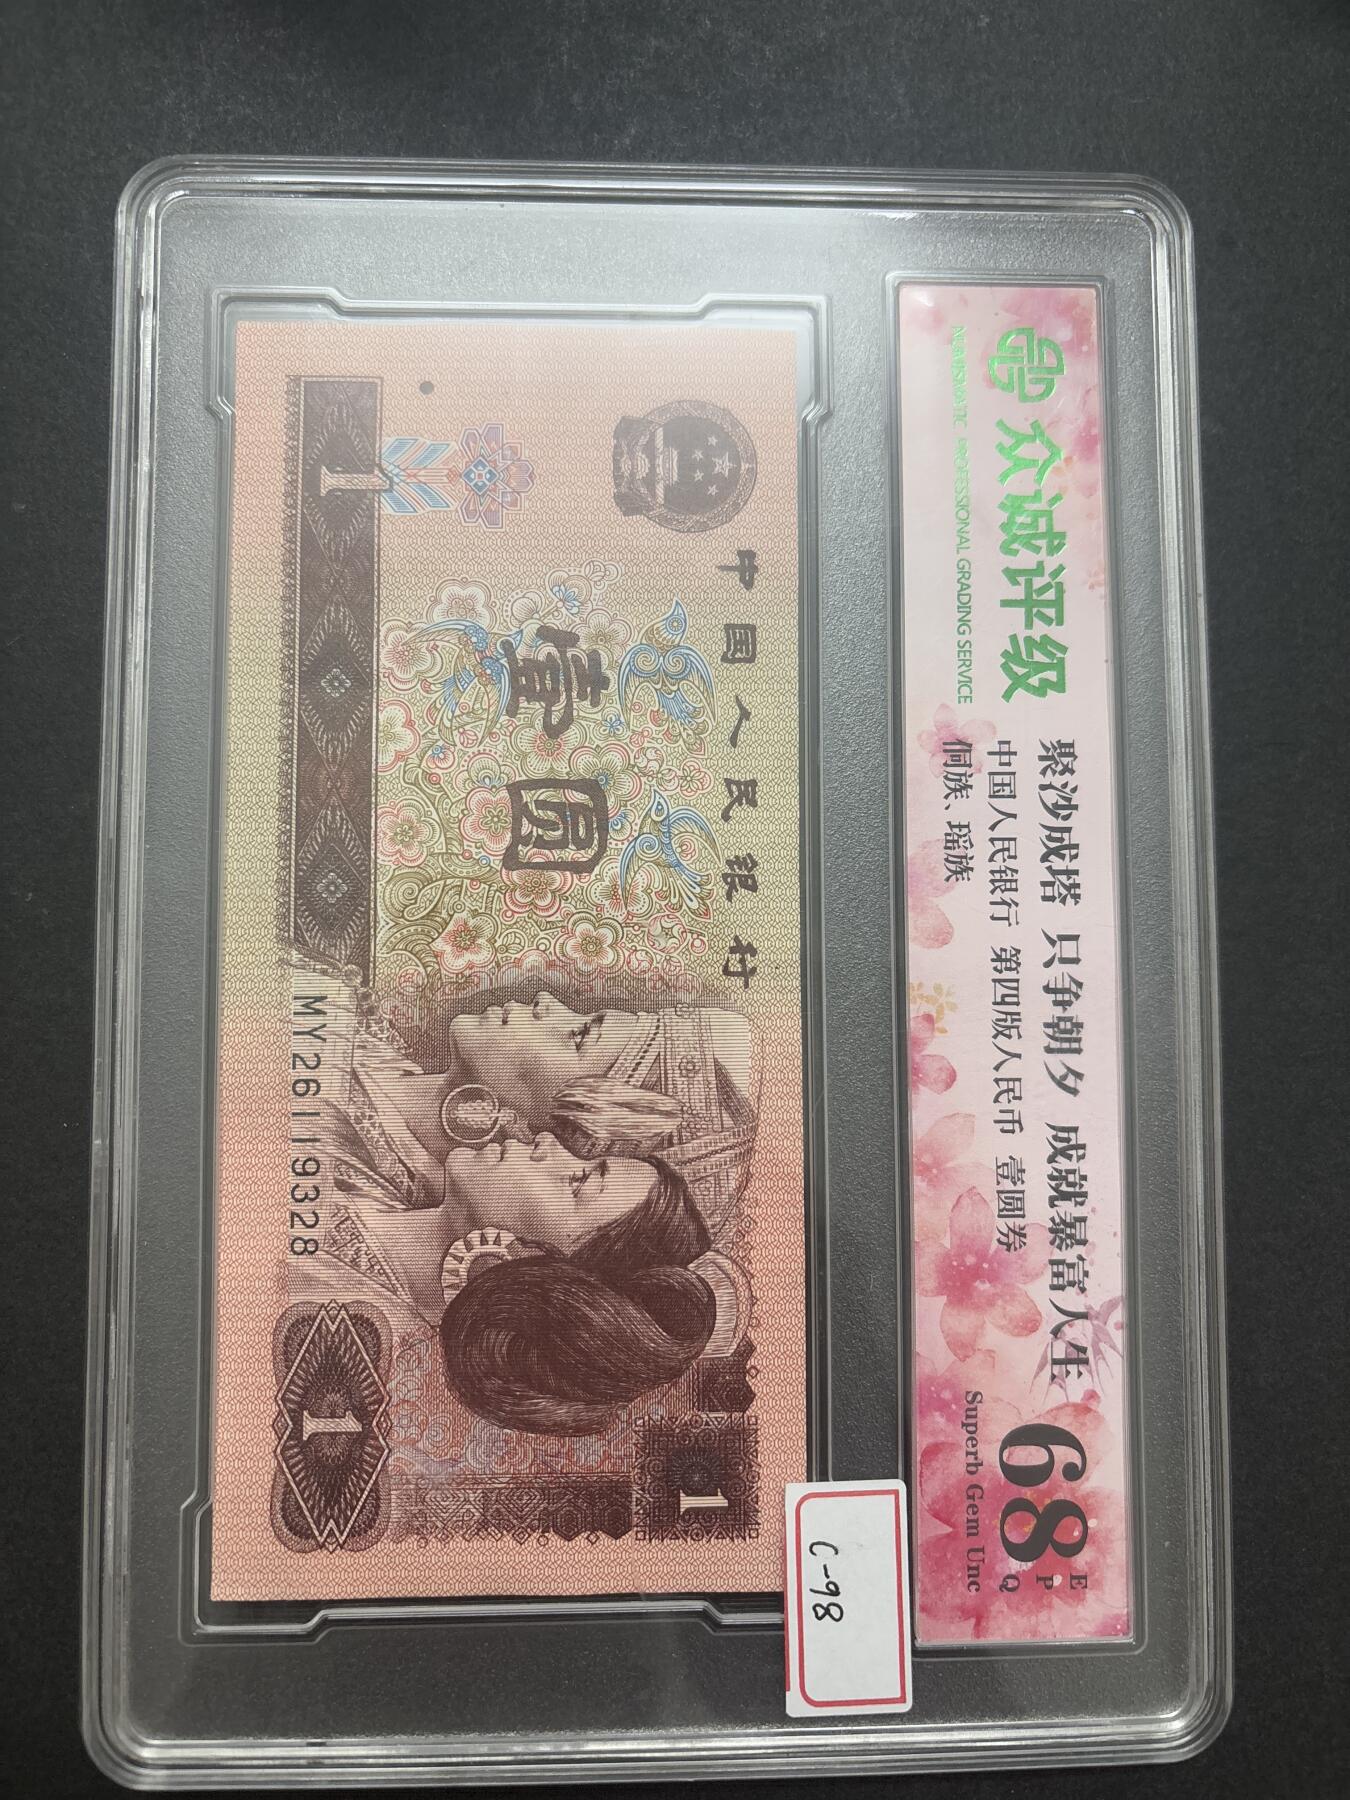 众诚评级
NUMISMATIC PROFESSIONAL GRADING SERVICE
聚沙成塔 只争朝夕 成就暴富人生
中国人民银行 第四版人民币 壹圆券
侗族、瑶族
68
E
P
Q
Superb Gem Unc
中国人民银行
壹圆
1
MY26119328
1
1
C-98